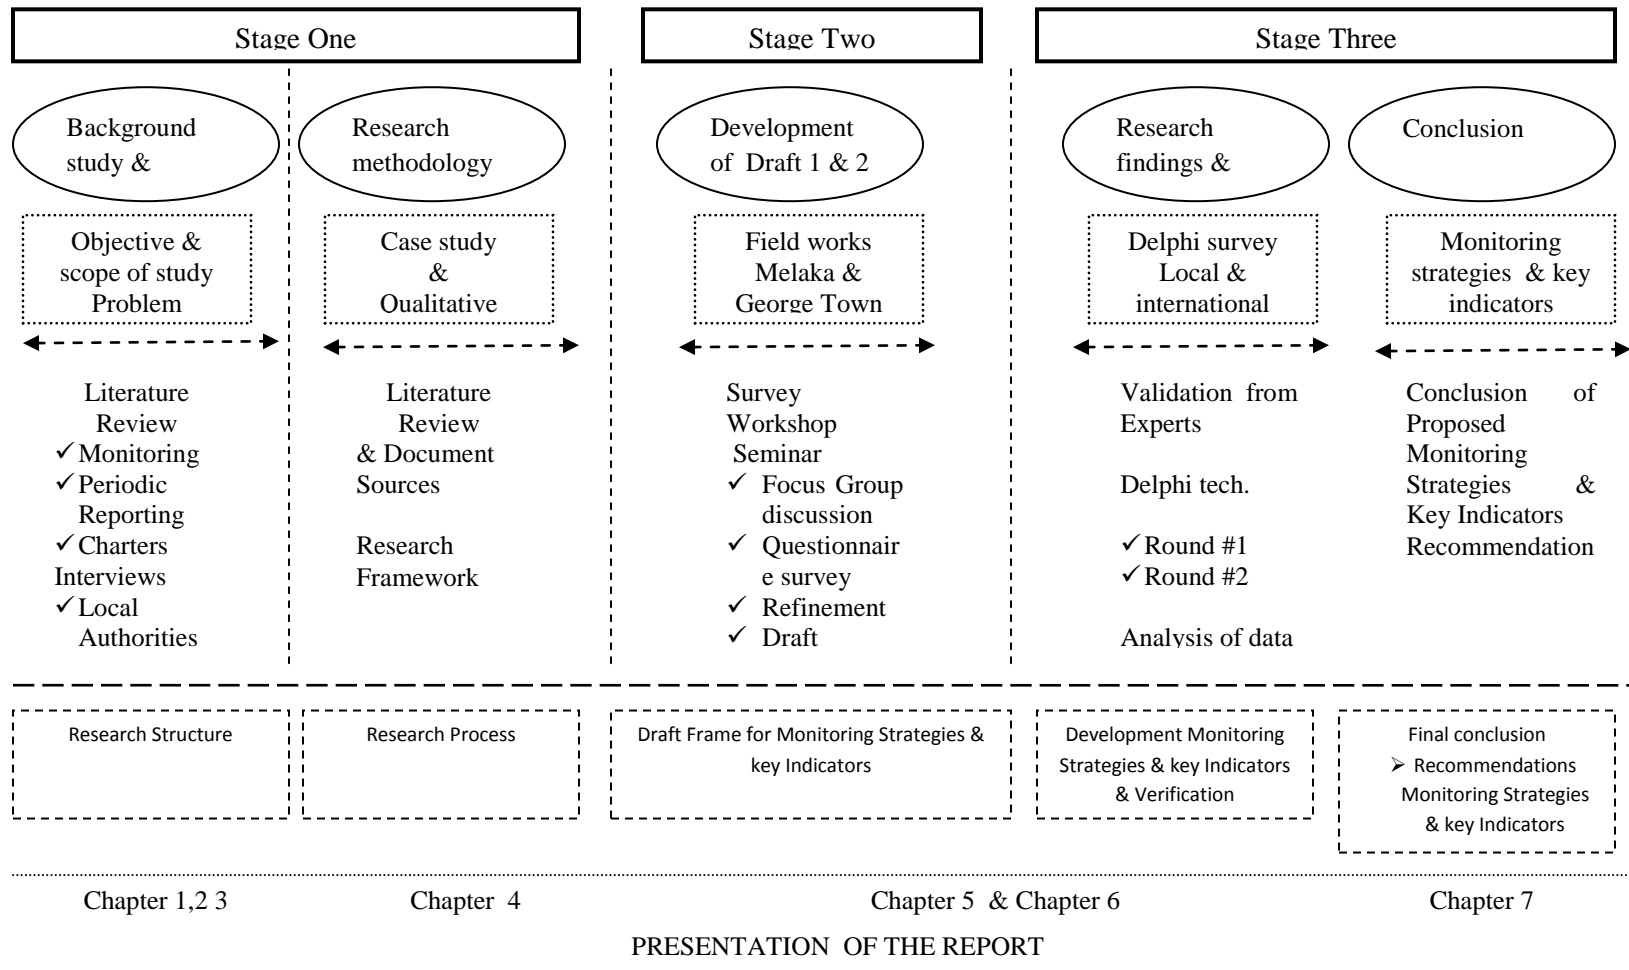 Stage One
Stage Two
Stage Three
Background
study &
Research
methodology
Development
of Draft 1 & 2
Research
findings &
Conclusion
Objective &
scope of study
Problem
Case study
&
Qualitative
Field works
Melaka &
George Town
Delphi survey
Local &
international
Monitoring
strategies & key
indicators
Literature
Review
✓ Monitoring
✓ Periodic
Reporting
✓ Charters
Interviews
✓ Local
Authorities
Literature
Review
& Document
Sources
Research
Framework
Survey
Workshop
Seminar
✓ Focus Group
discussion
✓ Questionnair
e survey
✓ Refinement
✓ Draft
Validation from
Experts
Delphi tech.
✓ Round #1
✓ Round #2
Analysis of data
Conclusion of
Proposed
Monitoring
Strategies &
Key Indicators
Recommendation
Research Structure
Research Process
Draft Frame for Monitoring Strategies &
key Indicators
Development Monitoring
Strategies & key Indicators
& Verification
Final conclusion
➢ Recommendations
Monitoring Strategies
& key Indicators
Chapter 1,2 3
Chapter 4
Chapter 5 & Chapter 6
Chapter 7
PRESENTATION OF THE REPORT